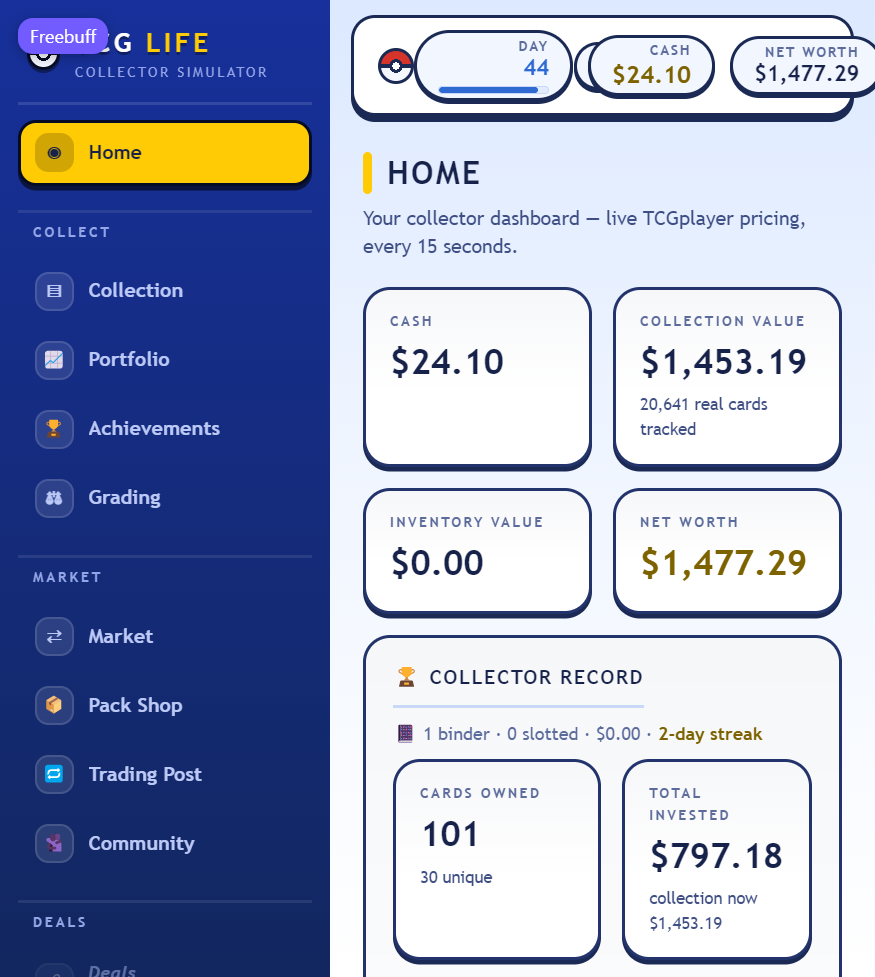 Freebuff
CG LIFE
COLLECTOR SIMULATOR
Home
COLLECT
Collection
Portfolio
Achievements
Grading
MARKET
Market
Pack Shop
Trading Post
Community
DEALS
Deals
DAY
44
CASH
$24.10
NET WORTH
$1,477.29
HOME
Your collector dashboard — live TCGplayer pricing,
every 15 seconds.
CASH
$24.10
COLLECTION VALUE
$1,453.19
20,641 real cards
tracked
INVENTORY VALUE
$0.00
NET WORTH
$1,477.29
COLLECTOR RECORD
1 binder · 0 slotted · $0.00 · 2-day streak
CARDS OWNED
101
30 unique
TOTAL
INVESTED
$797.18
collection now
$1,453.19